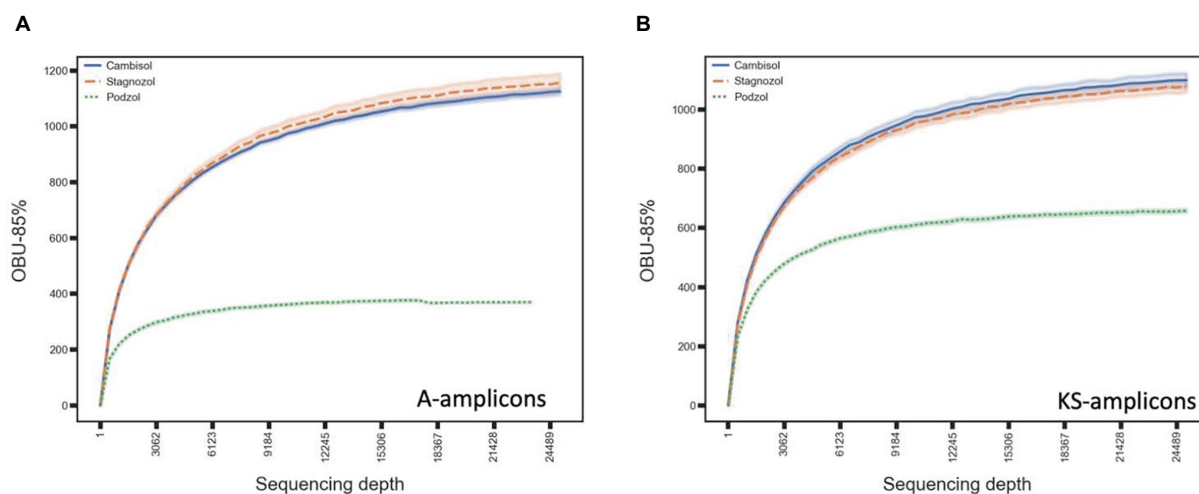 A
Cambisol
Stagnozol
Podzol
1200
1000
800
600
400
200
0
OBU-85%
A-amplicons
1
3062
6123
9184
12245
15306
18367
21428
24489
Sequencing depth
B
Cambisol
Stagnozol
Podzol
1000
800
600
400
200
0
OBU-85%
KS-amplicons
1
3062
6123
9184
12245
15306
18367
21428
24489
Sequencing depth